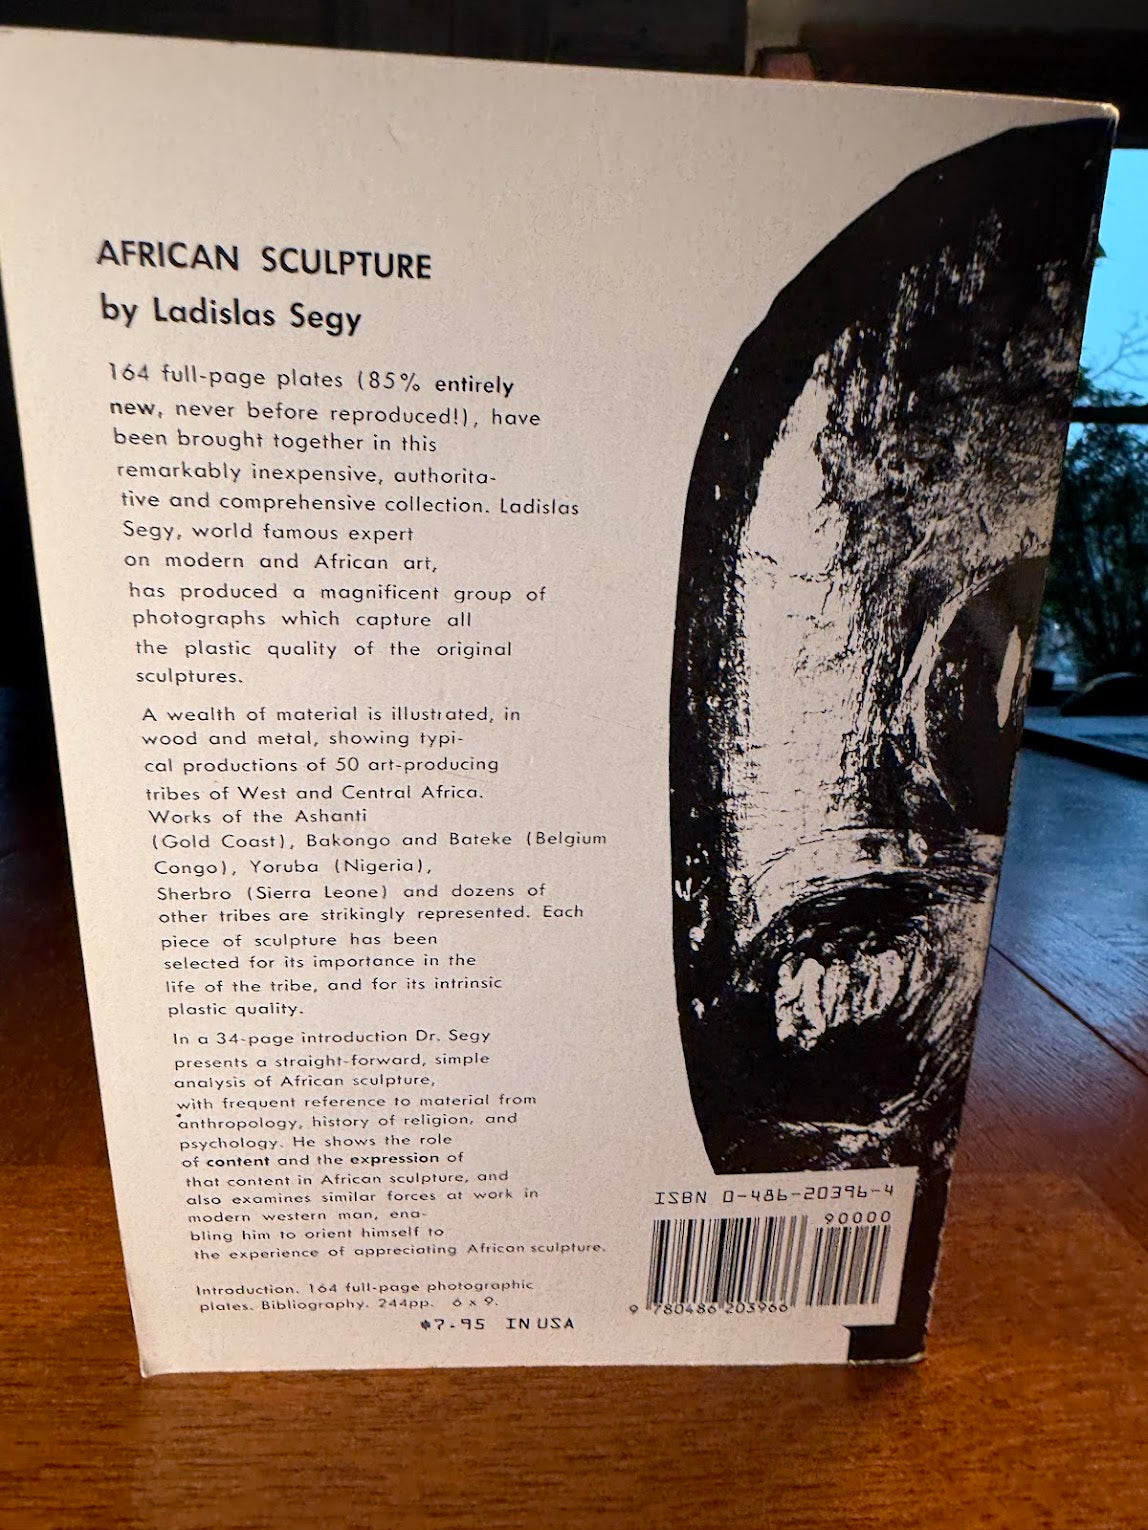 AFRICAN SCULPTURE
by Ladislas Segy
164 full-page plates (85% entirely
new, never before reproduced!), have
been brought together in this
remarkably inexpensive, authorita-
tive and comprehensive collection. Ladislas
Segy, world famous expert
on modern and African art,
has produced a magnificent group of
photographs which capture all
the plastic quality of the original
sculptures.
A wealth of material is illustrated, in
wood and metal, showing typi-
cal productions of 50 art-producing
tribes of West and Central Africa.
Works of the Ashanti
(Gold Coast), Bakongo and Bateke (Belgium
Congo), Yoruba (Nigeria),
Sherbro (Sierra Leone) and dozens of
other tribes are strikingly represented. Each
piece of sculpture has been
selected for its importance in the
life of the tribe, and for its intrinsic
plastic quality.
In a 34-page introduction Dr. Segy
presents a straight-forward, simple
analysis of African sculpture,
with frequent reference to material from
anthropology, history of religion, and
psychology. He shows the role
of content and the expression of
that content in African sculpture, and
also examines similar forces at work in
modern western man, ena-
bling him to orient himself to
the experience of appreciating African sculpture.
Introduction. 164 full-page photographic
plates. Bibliography. 244pp. 6 x 9.
$7.95 IN USA
ISBN 0-486-20396-4
90000
9 780486 203966